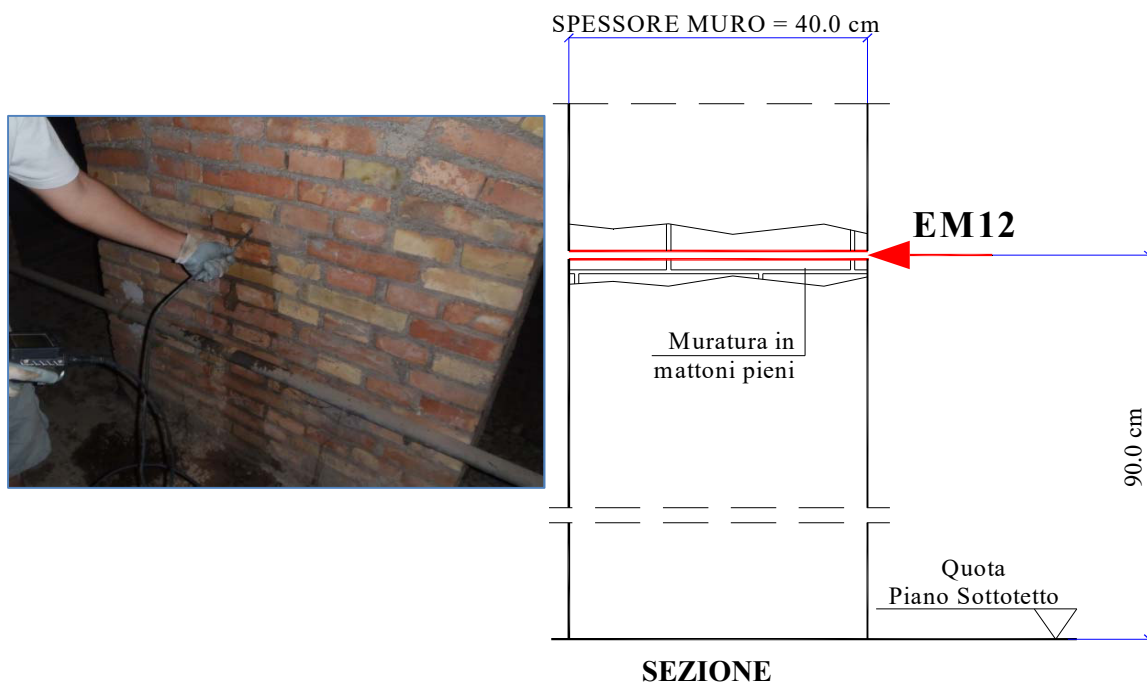 SPESSORE MURO = 40.0 cm
EM12
Muratura in
mattoni pieni
90.0 cm
Quota
Piano Sottotetto
SEZIONE